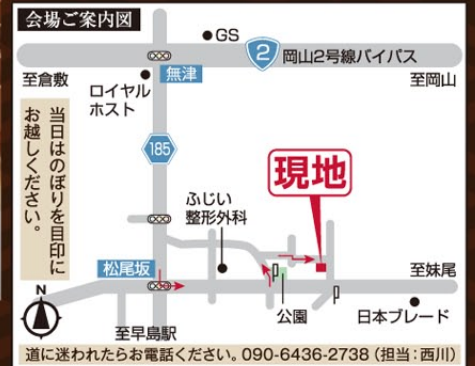 会場ご案内図
GS
2
岡山2号線バイパス
至倉敷
無津
至岡山
ロイヤル
ホスト
当日はのぼりを目印に
お越しください。
185
現地
ふじい
整形外科
松尾坂
至妹尾
N
公園
日本ブレード
至早島駅
道に迷われたらお電話ください。090-6436-2738(担当:西川)